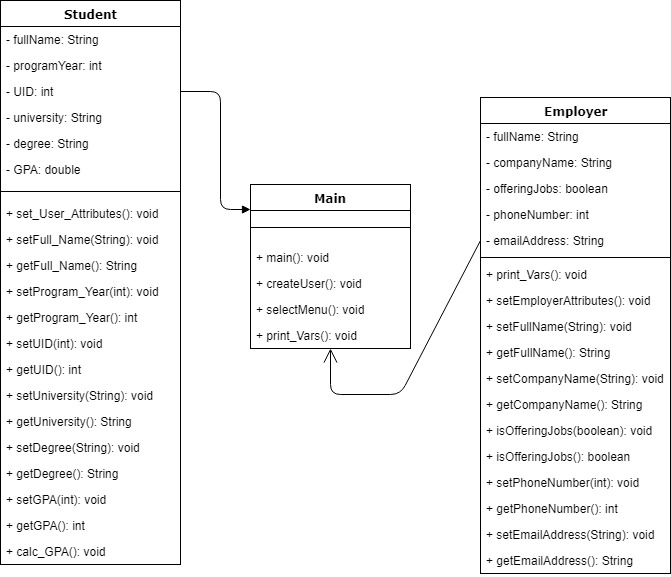 Student
- fullName: String
- programYear: int
- UID: int
- university: String
- degree: String
- GPA: double
+ set_User_Attributes(): void
+ setFull_Name(String): void
+ getFull_Name(): String
+ setProgram_Year(int): void
+ getProgram_Year(): int
+ setUID(int): void
+ getUID(): int
+ setUniversity(String): void
+ getUniversity(): String
+ setDegree(String): void
+ getDegree(): String
+ setGPA(int): void
+ getGPA(): int
+ calc_GPA(): void
Main
+ main(): void
+ createUser(): void
+ selectMenu(): void
+ print_Vars(): void
Employer
- fullName: String
- companyName: String
- offeringJobs: boolean
- phoneNumber: int
- emailAddress: String
+ print_Vars(): void
+ setEmployerAttributes(): void
+ setFullName(String): void
+ getFullName(): String
+ setCompanyName(String): void
+ getCompanyName(): String
+ isOfferingJobs(boolean): void
+ isOfferingJobs(): boolean
+ setPhoneNumber(int): void
+ getPhoneNumber(): int
+ setEmailAddress(String): void
+ getEmailAddress(): String